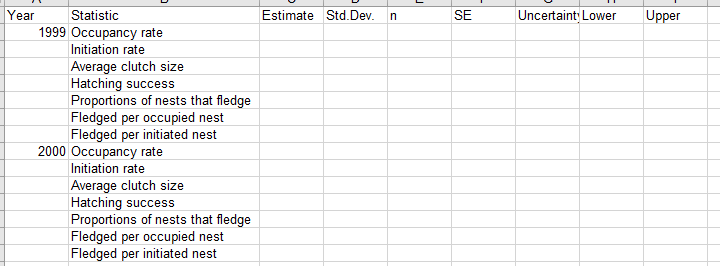 Year Statistic Estimate Std.Dev. n SE Uncertaint Lower Upper
1999 Occupancy rate
Initiation rate
Average clutch size
Hatching success
Proportions of nests that fledge
Fledged per occupied nest
Fledged per initiated nest
2000 Occupancy rate
Initiation rate
Average clutch size
Hatching success
Proportions of nests that fledge
Fledged per occupied nest
Fledged per initiated nest